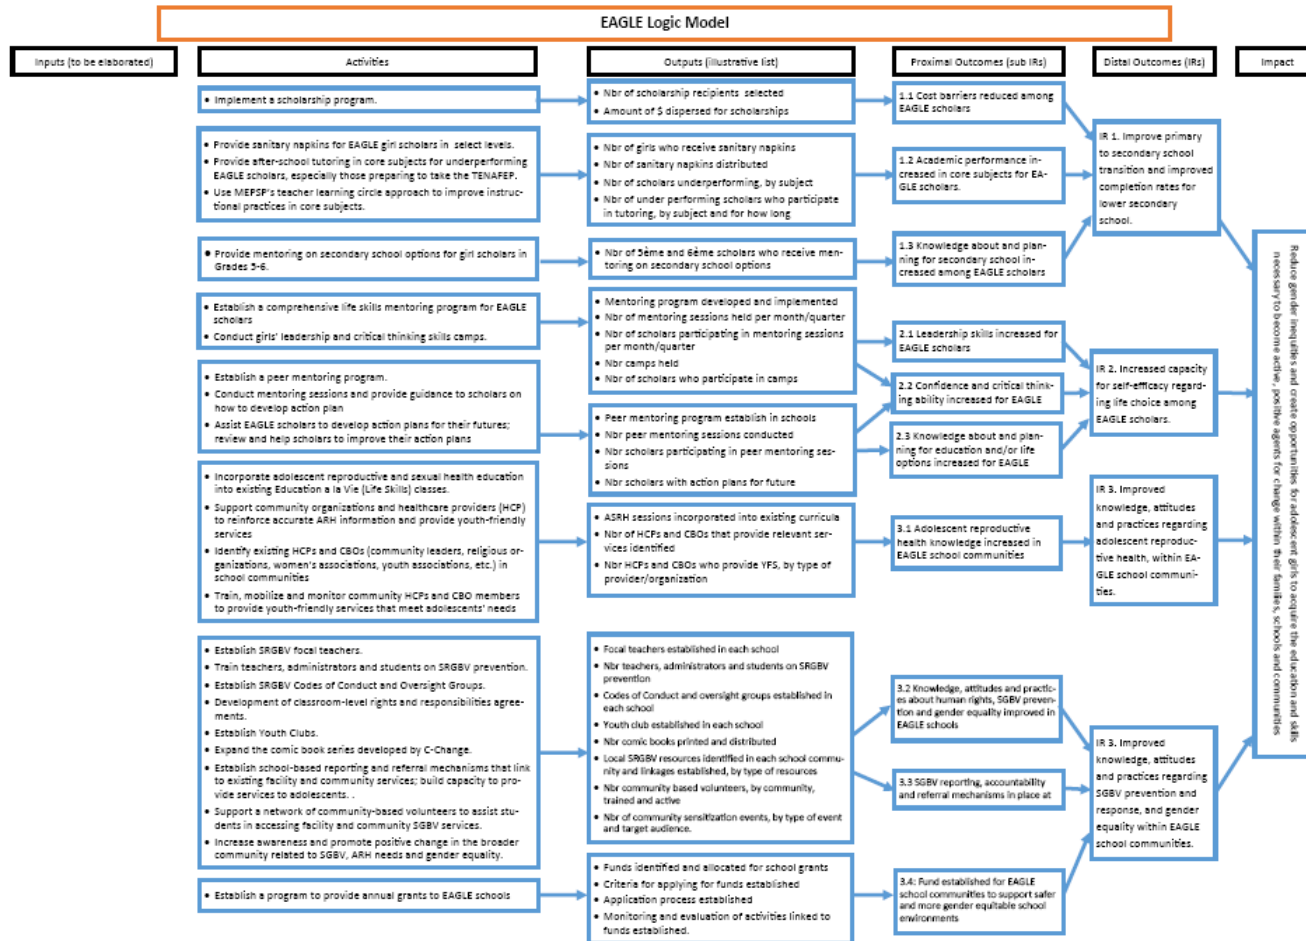 EAGLE Logic Model
Inputs (to be elaborated)
Activities
Outputs (illustrative list)
Proximal Outcomes (sub IRs)
Distal Outcomes (IRs)
Impact
• Implement a scholarship program.
• Nbr of scholarship recipients selected
• Amount of $ dispersed for scholarships
1.1 Cost barriers reduced among
EAGLE scholars
• Provide sanitary napkins for EAGLE girl scholars in select levels.
• Provide after-school tutoring in core subjects for underperforming
EAGLE scholars, especially those preparing to take the TENAFEP.
• Use MEPSP's teacher learning circle approach to improve instruc-
tional practices in core subjects.
• Nbr of girls who receive sanitary napkins
• Nbr of sanitary napkins distributed
• Nbr of scholars underperforming, by subject
• Nbr of under performing scholars who participate
in tutoring, by subject and for how long
1.2 Academic performance in-
creased in core subjects for EA-
GLE scholars.
IR 1. Improve primary
to secondary school
transition and improved
completion rates for
lower secondary
school.
• Provide mentoring on secondary school options for girl scholars in
Grades 5-6.
• Nbr of 5ème and 6ème scholars who receive men-
toring on secondary school options
1.3 Knowledge about and plan-
ning for secondary school in-
creased among EAGLE scholars
• Establish a comprehensive life skills mentoring program for EAGLE
scholars
• Conduct girls' leadership and critical thinking skills camps.
• Mentoring program developed and implemented
• Nbr of mentoring sessions held per month/quarter
• Nbr of scholars participating in mentoring sessions
per month/quarter
• Nbr camps held
• Nbr of scholars who participate in camps
2.1 Leadership skills increased for
EAGLE scholars
2.2 Confidence and critical think-
ing ability increased for EAGLE
2.3 Knowledge about and plan-
ning for education and/or life
options increased for EAGLE
IR 2. Increased capacity
for self-efficacy regard-
ing life choice among
EAGLE scholars.
• Establish a peer mentoring program.
• Conduct mentoring sessions and provide guidance to scholars on
how to develop action plan
• Assist EAGLE scholars to develop action plans for their futures;
review and help scholars to improve their action plans
• Peer mentoring program establish in schools
• Nbr peer mentoring sessions conducted
• Nbr scholars participating in peer mentoring ses-
sions
• Nbr scholars with action plans for future
• Incorporate adolescent reproductive and sexual health education
into existing Education a la Vie (Life Skills) classes.
• Support community organizations and healthcare providers (HCP)
to reinforce accurate ARH information and provide youth-friendly
services
• Identify existing HCPs and CBOs (community leaders, religious or-
ganizations, women's associations, youth associations, etc.) in
school communities
• Train, mobilize and monitor community HCPs and CBO members
to provide youth-friendly services that meet adolescents' needs
• ASRH sessions incorporated into existing curricula
• Nbr of HCPs and CBOs that provide relevant ser-
vices identified
• Nbr HCPs and CBOs who provide YFS, by type of
provider/organization
3.1 Adolescent reproductive
health knowledge increased in
EAGLE school communities
IR 3. Improved
knowledge, attitudes
and practices regarding
adolescent reproduc-
tive health, within EA-
GLE school communi-
ties.
• Establish SRGBV focal teachers.
• Train teachers, administrators and students on SRGBV prevention.
• Establish SRGBV Codes of Conduct and Oversight Groups.
• Development of classroom-level rights and responsibilities agree-
ments.
• Establish Youth Clubs.
• Expand the comic book series developed by C-Change.
• Establish school-based reporting and referral mechanisms that link
to existing facility and community services; build capacity to pro-
vide services to adolescents. .
• Support a network of community-based volunteers to assist stu-
dents in accessing facility and community SGBV services.
• Increase awareness and promote positive change in the broader
community related to SGBV, ARH needs and gender equality.
• Focal teachers established in each school
• Nbr teachers, administrators and students on SRGBV
prevention
• Codes of Conduct and oversight groups established in
each school
• Youth club established in each school
• Nbr comic books printed and distributed
• Local SRGBV resources identified in each school commu-
nity and linkages established, by type of resources
• Nbr community based volunteers, by community,
trained and active
• Nbr of community sensitization events, by type of event
and target audience.
3.2 Knowledge, attitudes and practic-
es about human rights, SGBV preven-
tion and gender equality improved in
EAGLE schools
3.3 SGBV reporting, accountability
and referral mechanisms in place at
IR 3. Improved
knowledge, attitudes
and practices regarding
SGBV prevention and
response, and gender
equality within EAGLE
school communities.
• Establish a program to provide annual grants to EAGLE schools
• Funds identified and allocated for school grants
• Criteria for applying for funds established
• Application process established
• Monitoring and evaluation of activities linked to
funds established.
3.4: Fund established for EAGLE
school communities to support safer
and more gender equitable school
environments
Reduce gender inequities and create opportunities for adolescent girls to acquire the education and skills
necessary to become active, positive agents for change within their families, schools and communities